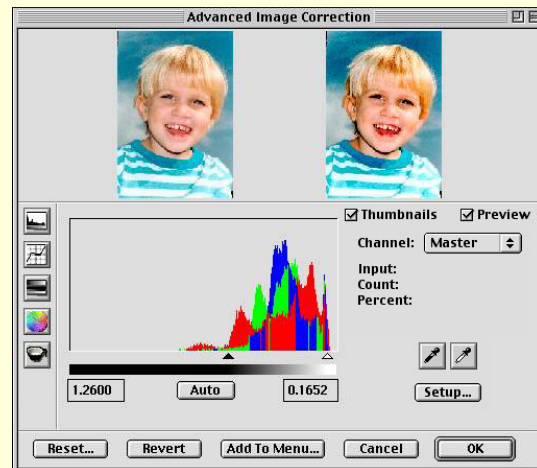 Advanced Image Correction
Thumbnails Preview
Channel: Master
Input:
Count:
Percent:
1.2600 Auto 0.1652
Setup...
Reset... Revert Add To Menu... Cancel OK